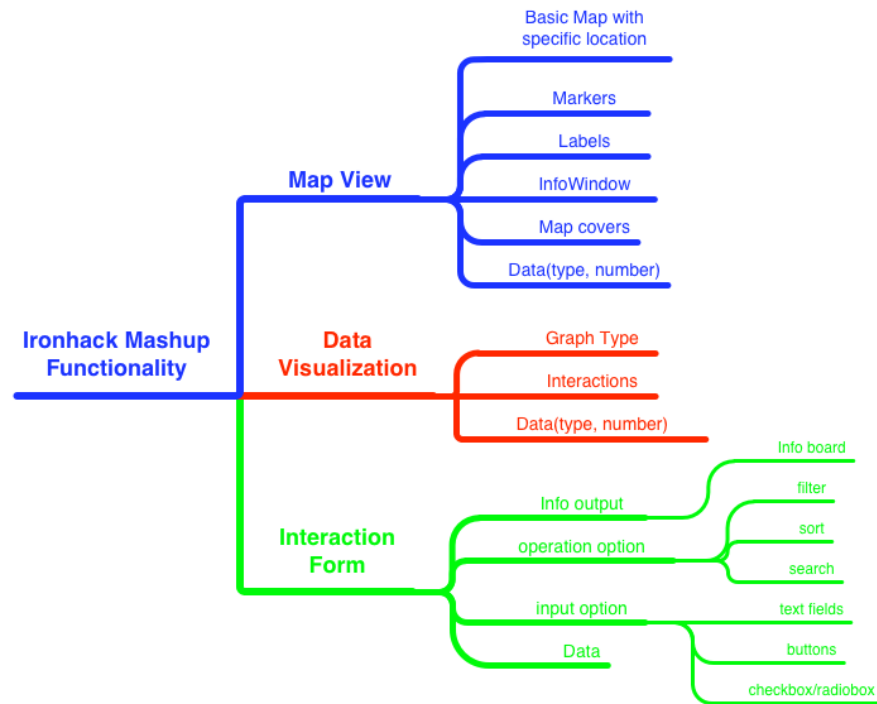 Basic Map with
specific location
Markers
Labels
Map View
InfoWindow
Map covers
Data(type, number)
Ironhack Mashup
Functionality
Data
Visualization
Graph Type
Interactions
Data(type, number)
Interaction
Form
Info output
Info board
operation option
filter
sort
search
input option
text fields
buttons
checkbox/radiobox
Data